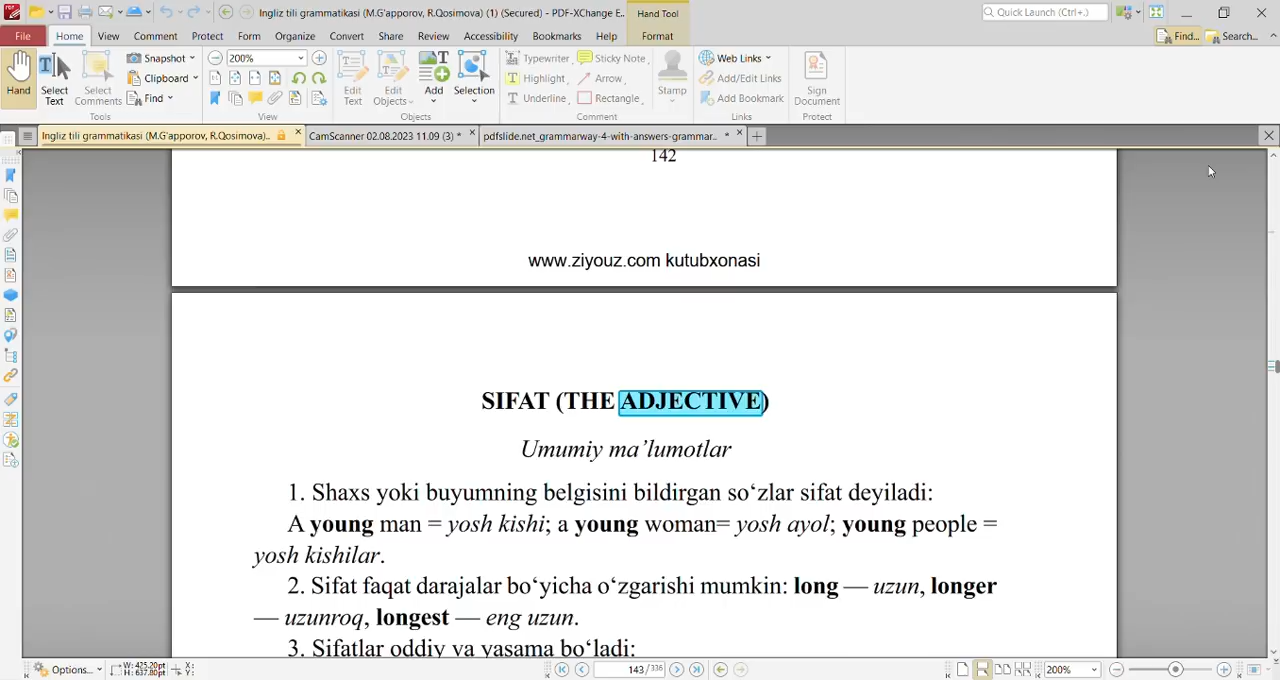 Ingliz tili grammatikasi (M.G'apporov, R.Qosimova) (1) (Secured) - PDF-XChange E...
Hand Tool
Quick Launch (Ctrl+.)
File Home View Comment Protect Form Organize Convert Share Review Accessibility Bookmarks Help Format
Find... Search...
Hand
Select Text
Select Comments
Snapshot
Clipboard
Find
Tools
200%
View
Edit Text
Edit Objects
Add
Selection
Objects
Typewriter
Highlight
Underline
Sticky Note
Arrow
Rectangle
Stamp
Comment
Web Links
Add/Edit Links
Add Bookmark
Links
Sign Document
Protect
Ingliz tili grammatikasi (M.G'apporov, R.Qosimova)..
CamScanner 02.08.2023 11.09 (3) *
pdfslide.net_grammarway-4-with-answers-grammar... *
142
www.ziyouz.com kutubxonasi
SIFAT (THE ADJECTIVE)
Umumiy ma’lumotlar
1. Shaxs yoki buyumning belgisini bildirgan so‘zlar sifat deyiladi:
A young man = yosh kishi; a young woman= yosh ayol; young people =
yosh kishilar.
2. Sifat faqat darajalar bo‘yicha o‘zgarishi mumkin: long — uzun, longer
— uzunroq, longest — eng uzun.
3. Sifatlar oddiy va yasama bo‘ladi:
Options...
W: 425.20pt
H: 637.80pt
X:
Y:
143 / 336
200%